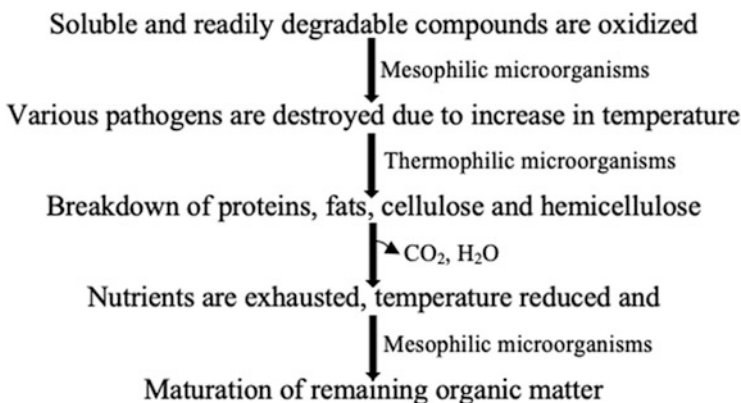 Soluble and readily degradable compounds are oxidized
Mesophilic microorganisms
Various pathogens are destroyed due to increase in temperature
Thermophilic microorganisms
Breakdown of proteins, fats, cellulose and hemicellulose
CO₂, H₂O
Nutrients are exhausted, temperature reduced and
Mesophilic microorganisms
Maturation of remaining organic matter